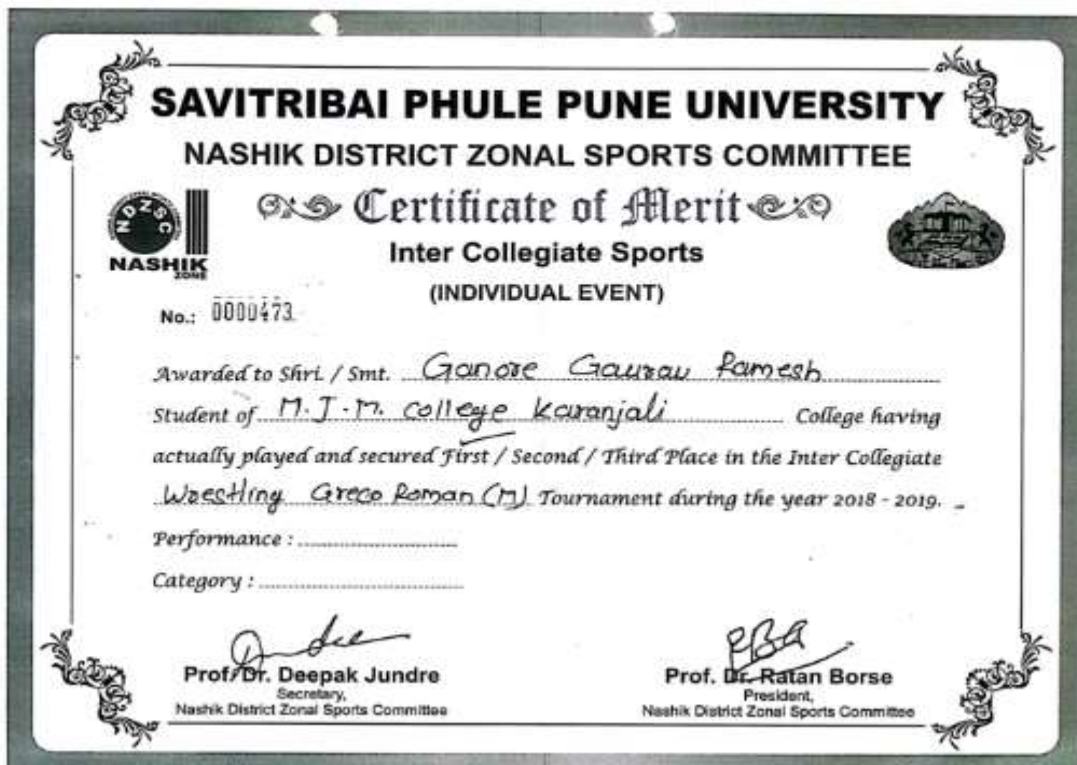 SAVITRIBAI PHULE PUNE UNIVERSITY
NASHIK DISTRICT ZONAL SPORTS COMMITTEE
Certificate of Merit
NDZSC
NASHIK
ZONE
Inter Collegiate Sports
(INDIVIDUAL EVENT)
No.: 0000473
Awarded to Shri. / Smt. Ganore Gaurav Ramesh
Student of M.J.M. college Karanjali College having
actually played and secured First / Second / Third Place in the Inter Collegiate
Wrestling Greco Roman (M) Tournament during the year 2018 - 2019.
Performance :
Category :
Prof. Dr. Deepak Jundre
Secretary,
Nashik District Zonal Sports Committee
Prof. Dr. Ratan Borse
President,
Nashik District Zonal Sports Committee